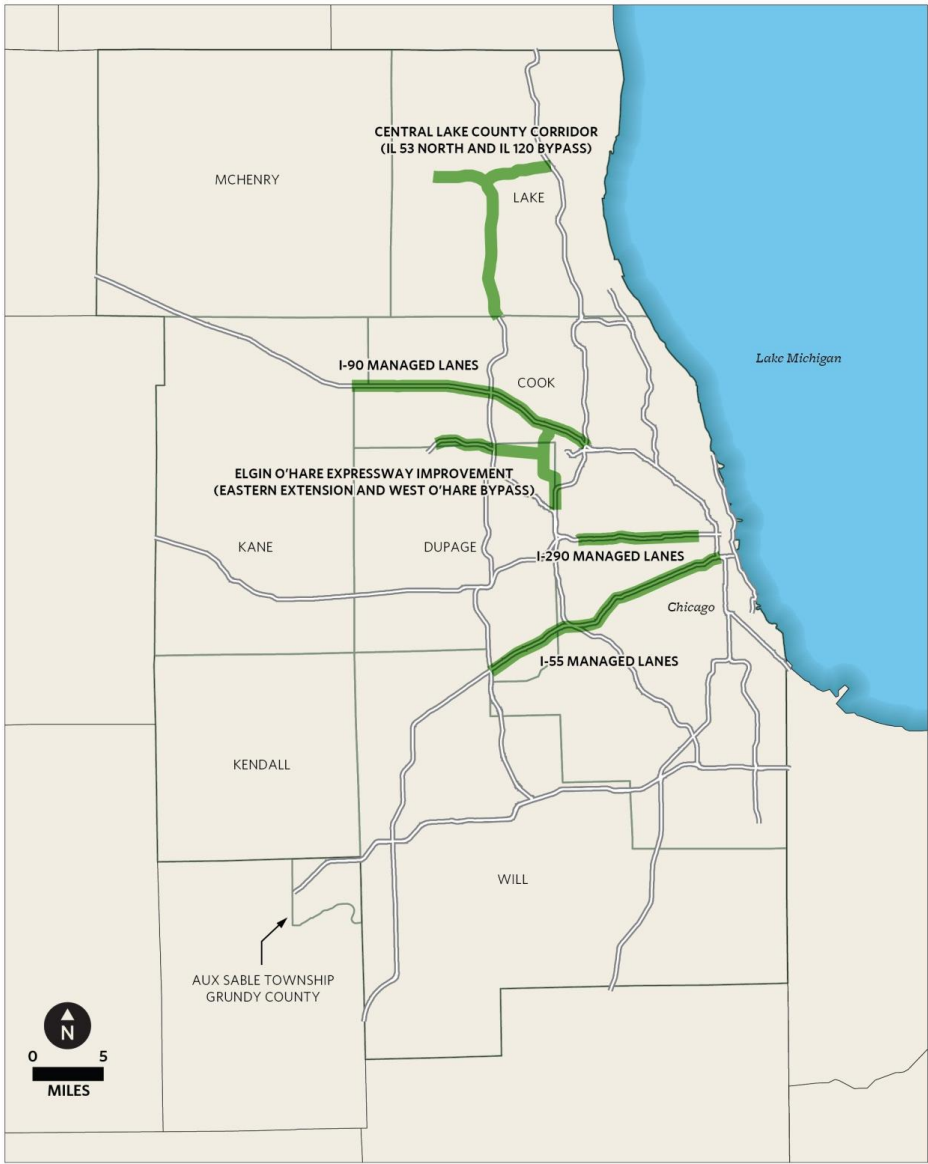 CENTRAL LAKE COUNTY CORRIDOR
(IL 53 NORTH AND IL 120 BYPASS)
MCHENRY
LAKE
Lake Michigan
I-90 MANAGED LANES
COOK
ELGIN O'HARE EXPRESSWAY IMPROVEMENT
(EASTERN EXTENSION AND WEST O'HARE BYPASS)
KANE
DUPAGE
I-290 MANAGED LANES
Chicago
I-55 MANAGED LANES
KENDALL
WILL
AUX SABLE TOWNSHIP
GRUNDY COUNTY
N
0 5
MILES